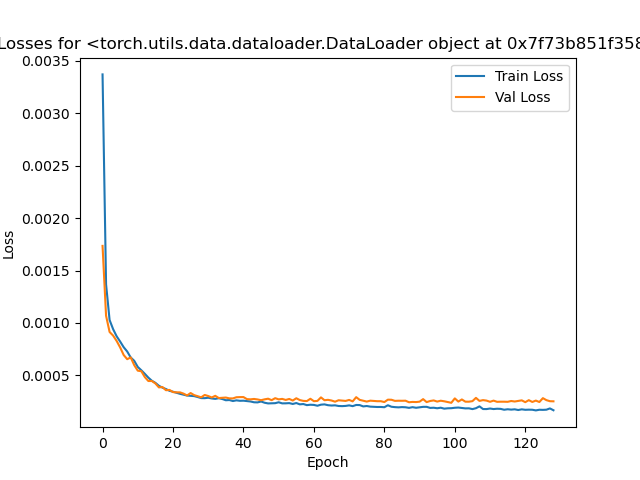 Losses for <torch.utils.data.dataloader.DataLoader object at 0x7f73b851f358
0.0035
0.0030
0.0025
0.0020
0.0015
0.0010
0.0005
Loss
Train Loss
Val Loss
0 20 40 60 80 100 120
Epoch